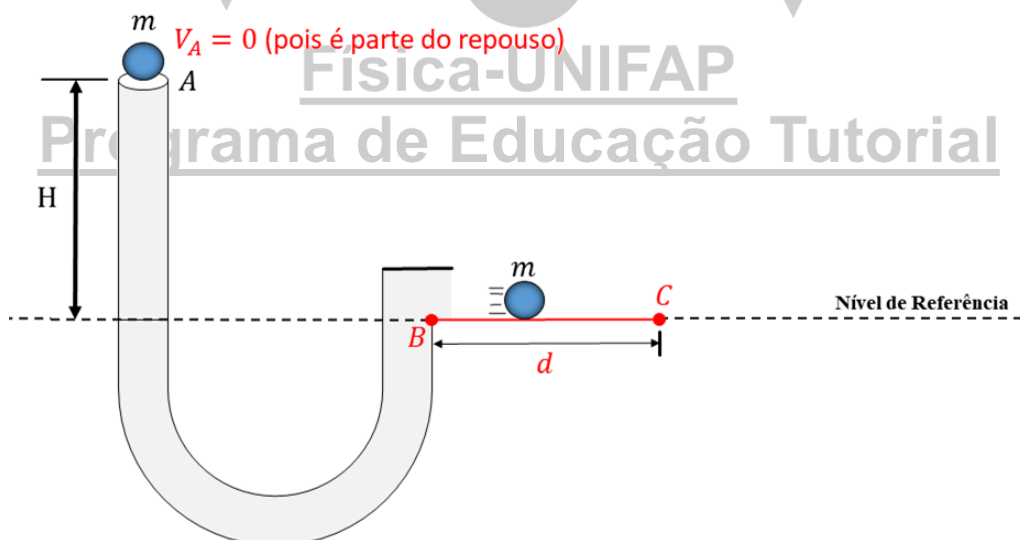 m
V_A = 0 (pois é parte do repouso)
A
Física-UNIFAP
Programa de Educação Tutorial
H
m
C
Nível de Referência
B
d